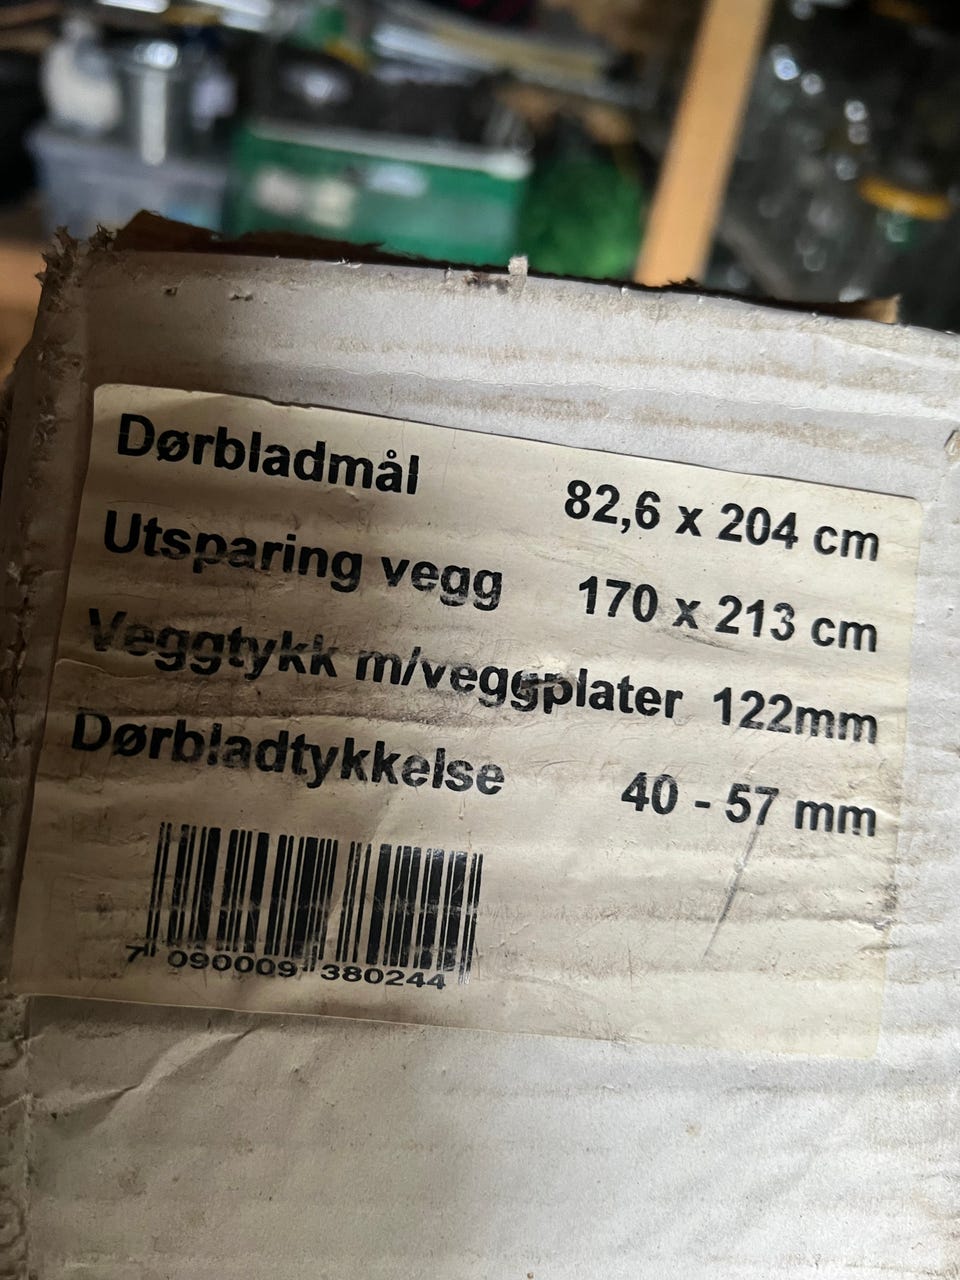 Dørbladmål 82,6 x 204 cm
Utsparing vegg 170 x 213 cm
Veggtykk m/veggplater 122mm
Dørbladtykkelse 40 - 57 mm
7 090009 380244